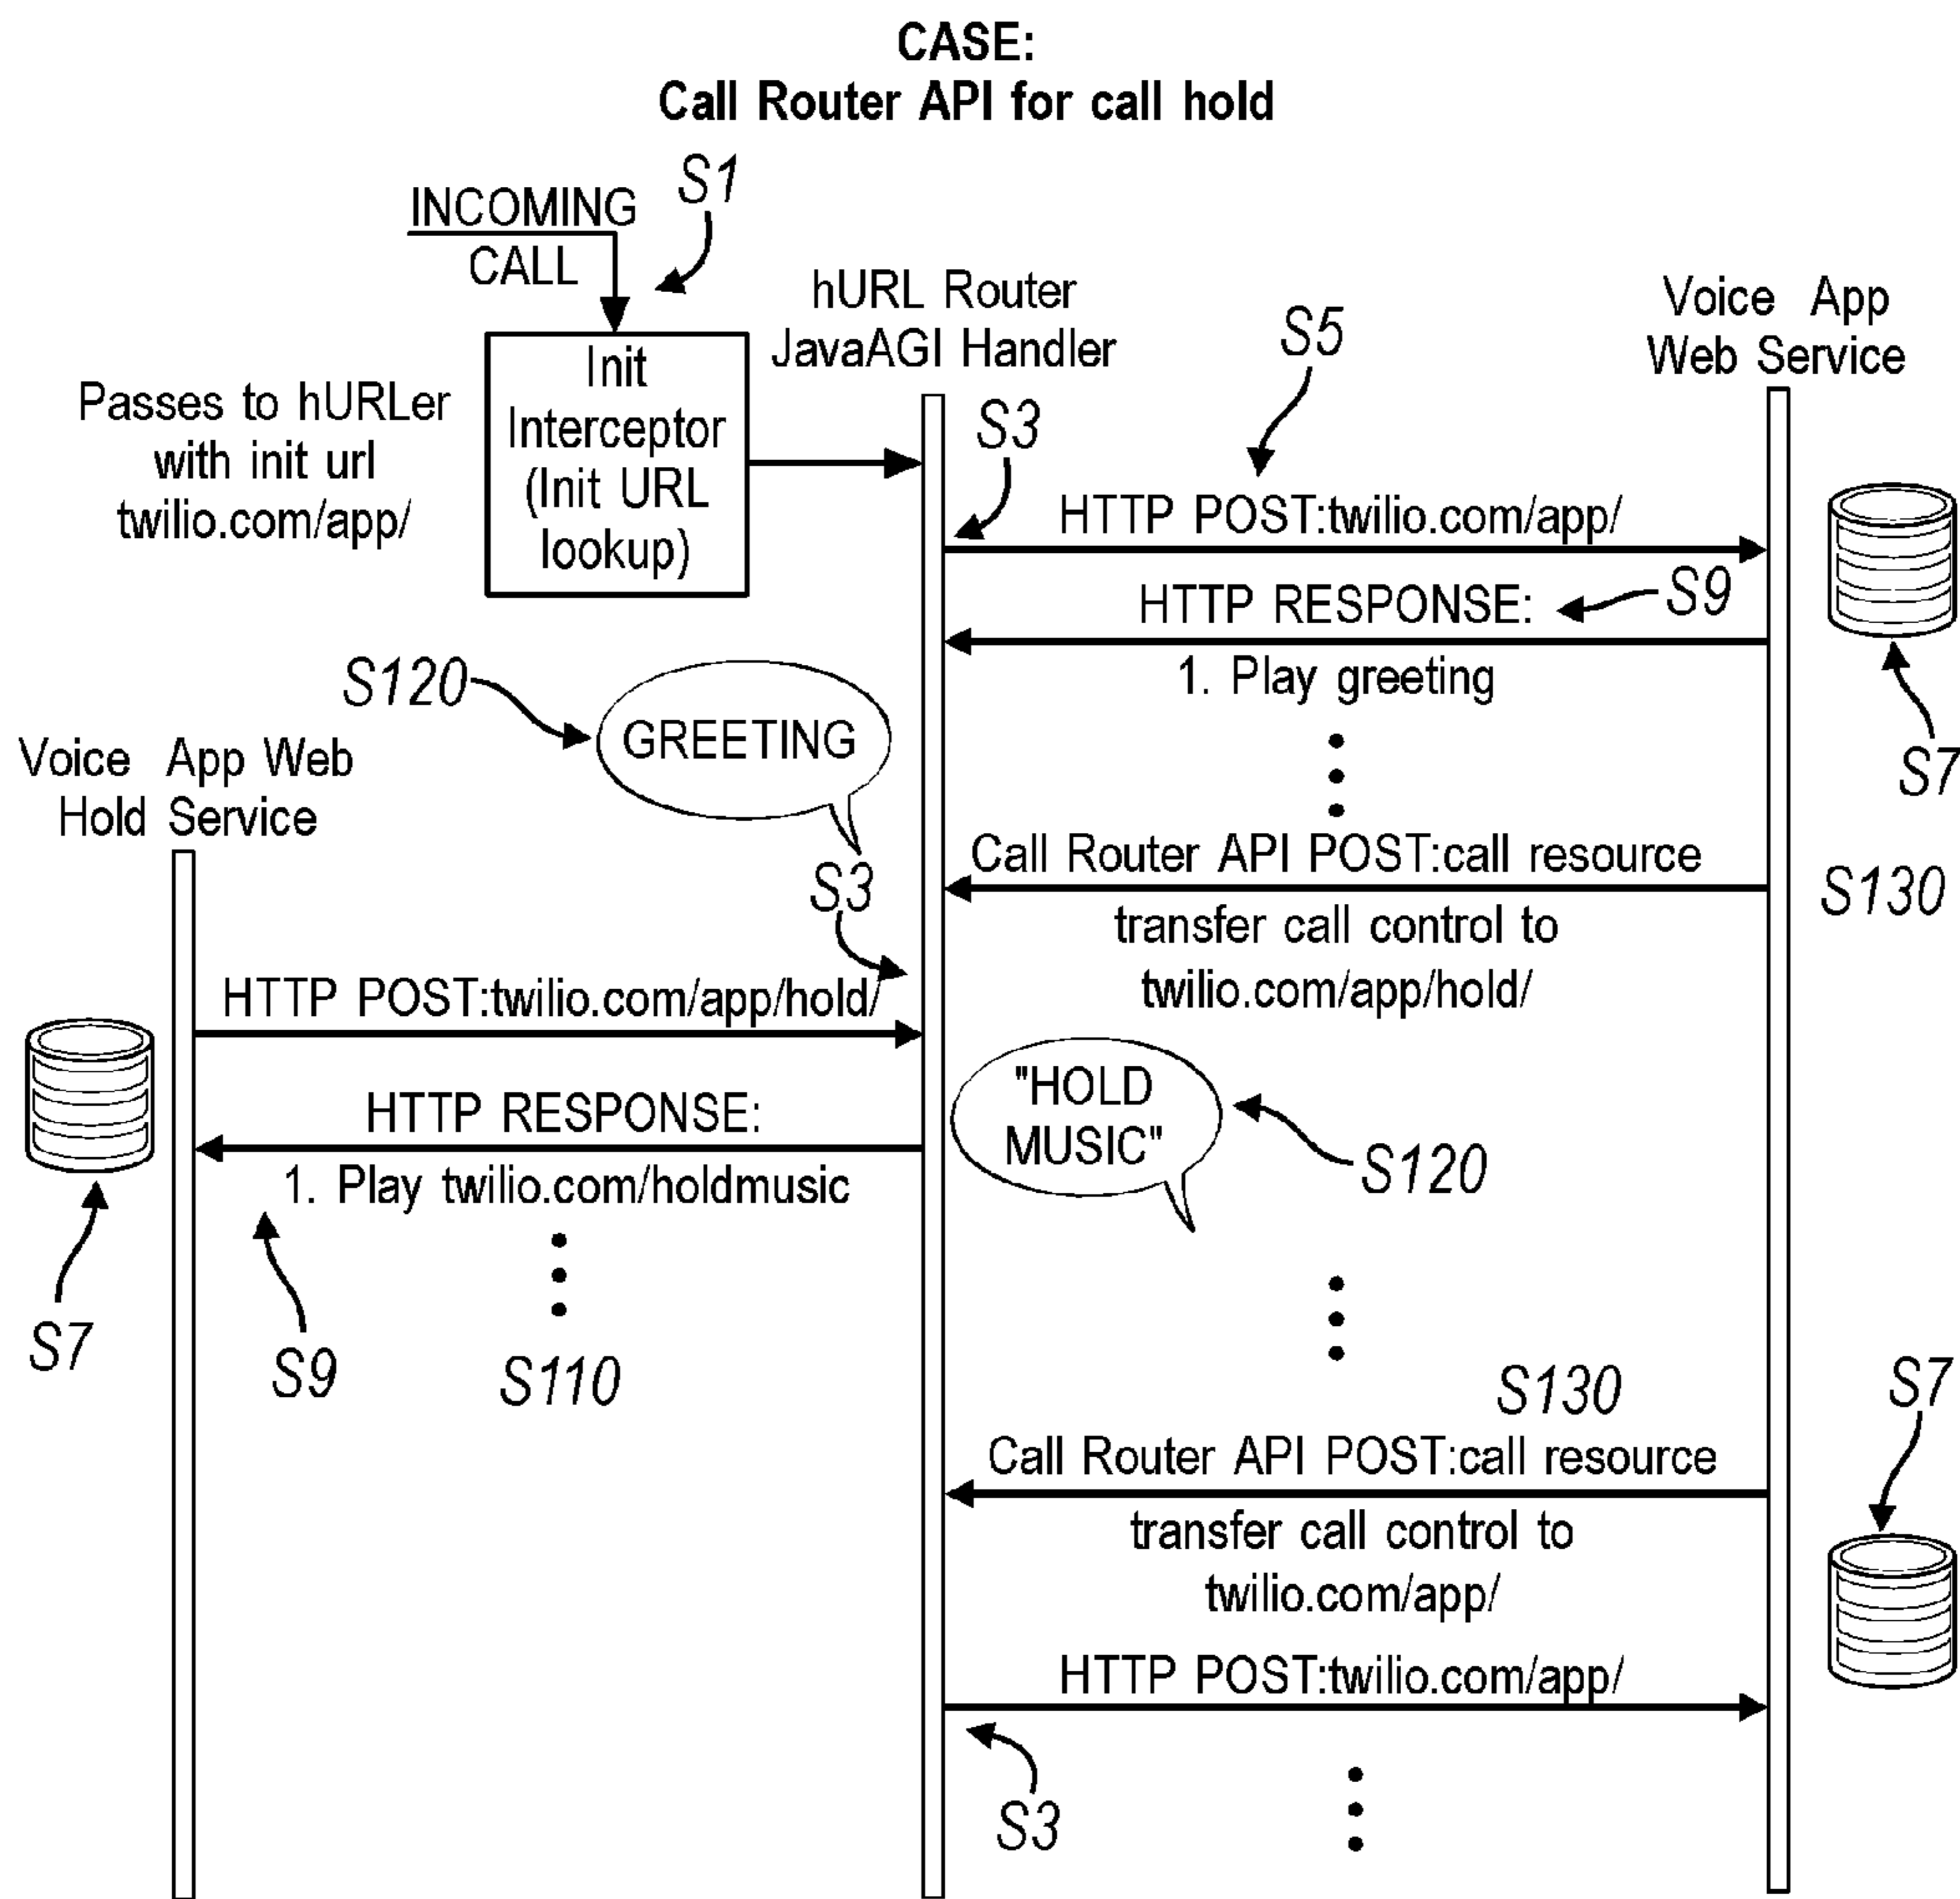 CASE:
Call Router API for call hold
S1
INCOMING
CALL
hURL Router
JavaAGI Handler
Voice App
Web Service
S5
Init
Interceptor
(Init URL
lookup)
Passes to hURLer
with init url
twilio.com/app/
S3
HTTP POST:twilio.com/app/
HTTP RESPONSE:
S9
1. Play greeting
S7
S120
GREETING
Voice App Web
Hold Service
Call Router API POST:call resource
S130
transfer call control to
twilio.com/app/hold/
S3
HTTP POST:twilio.com/app/hold/
"HOLD
MUSIC"
S120
HTTP RESPONSE:
1. Play twilio.com/holdmusic
S7
S9
S110
S130
S7
Call Router API POST:call resource
transfer call control to
twilio.com/app/
HTTP POST:twilio.com/app/
S3